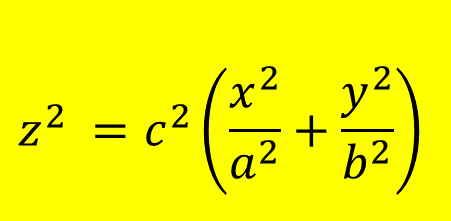 z² = c² (x²/a² + y²/b²)